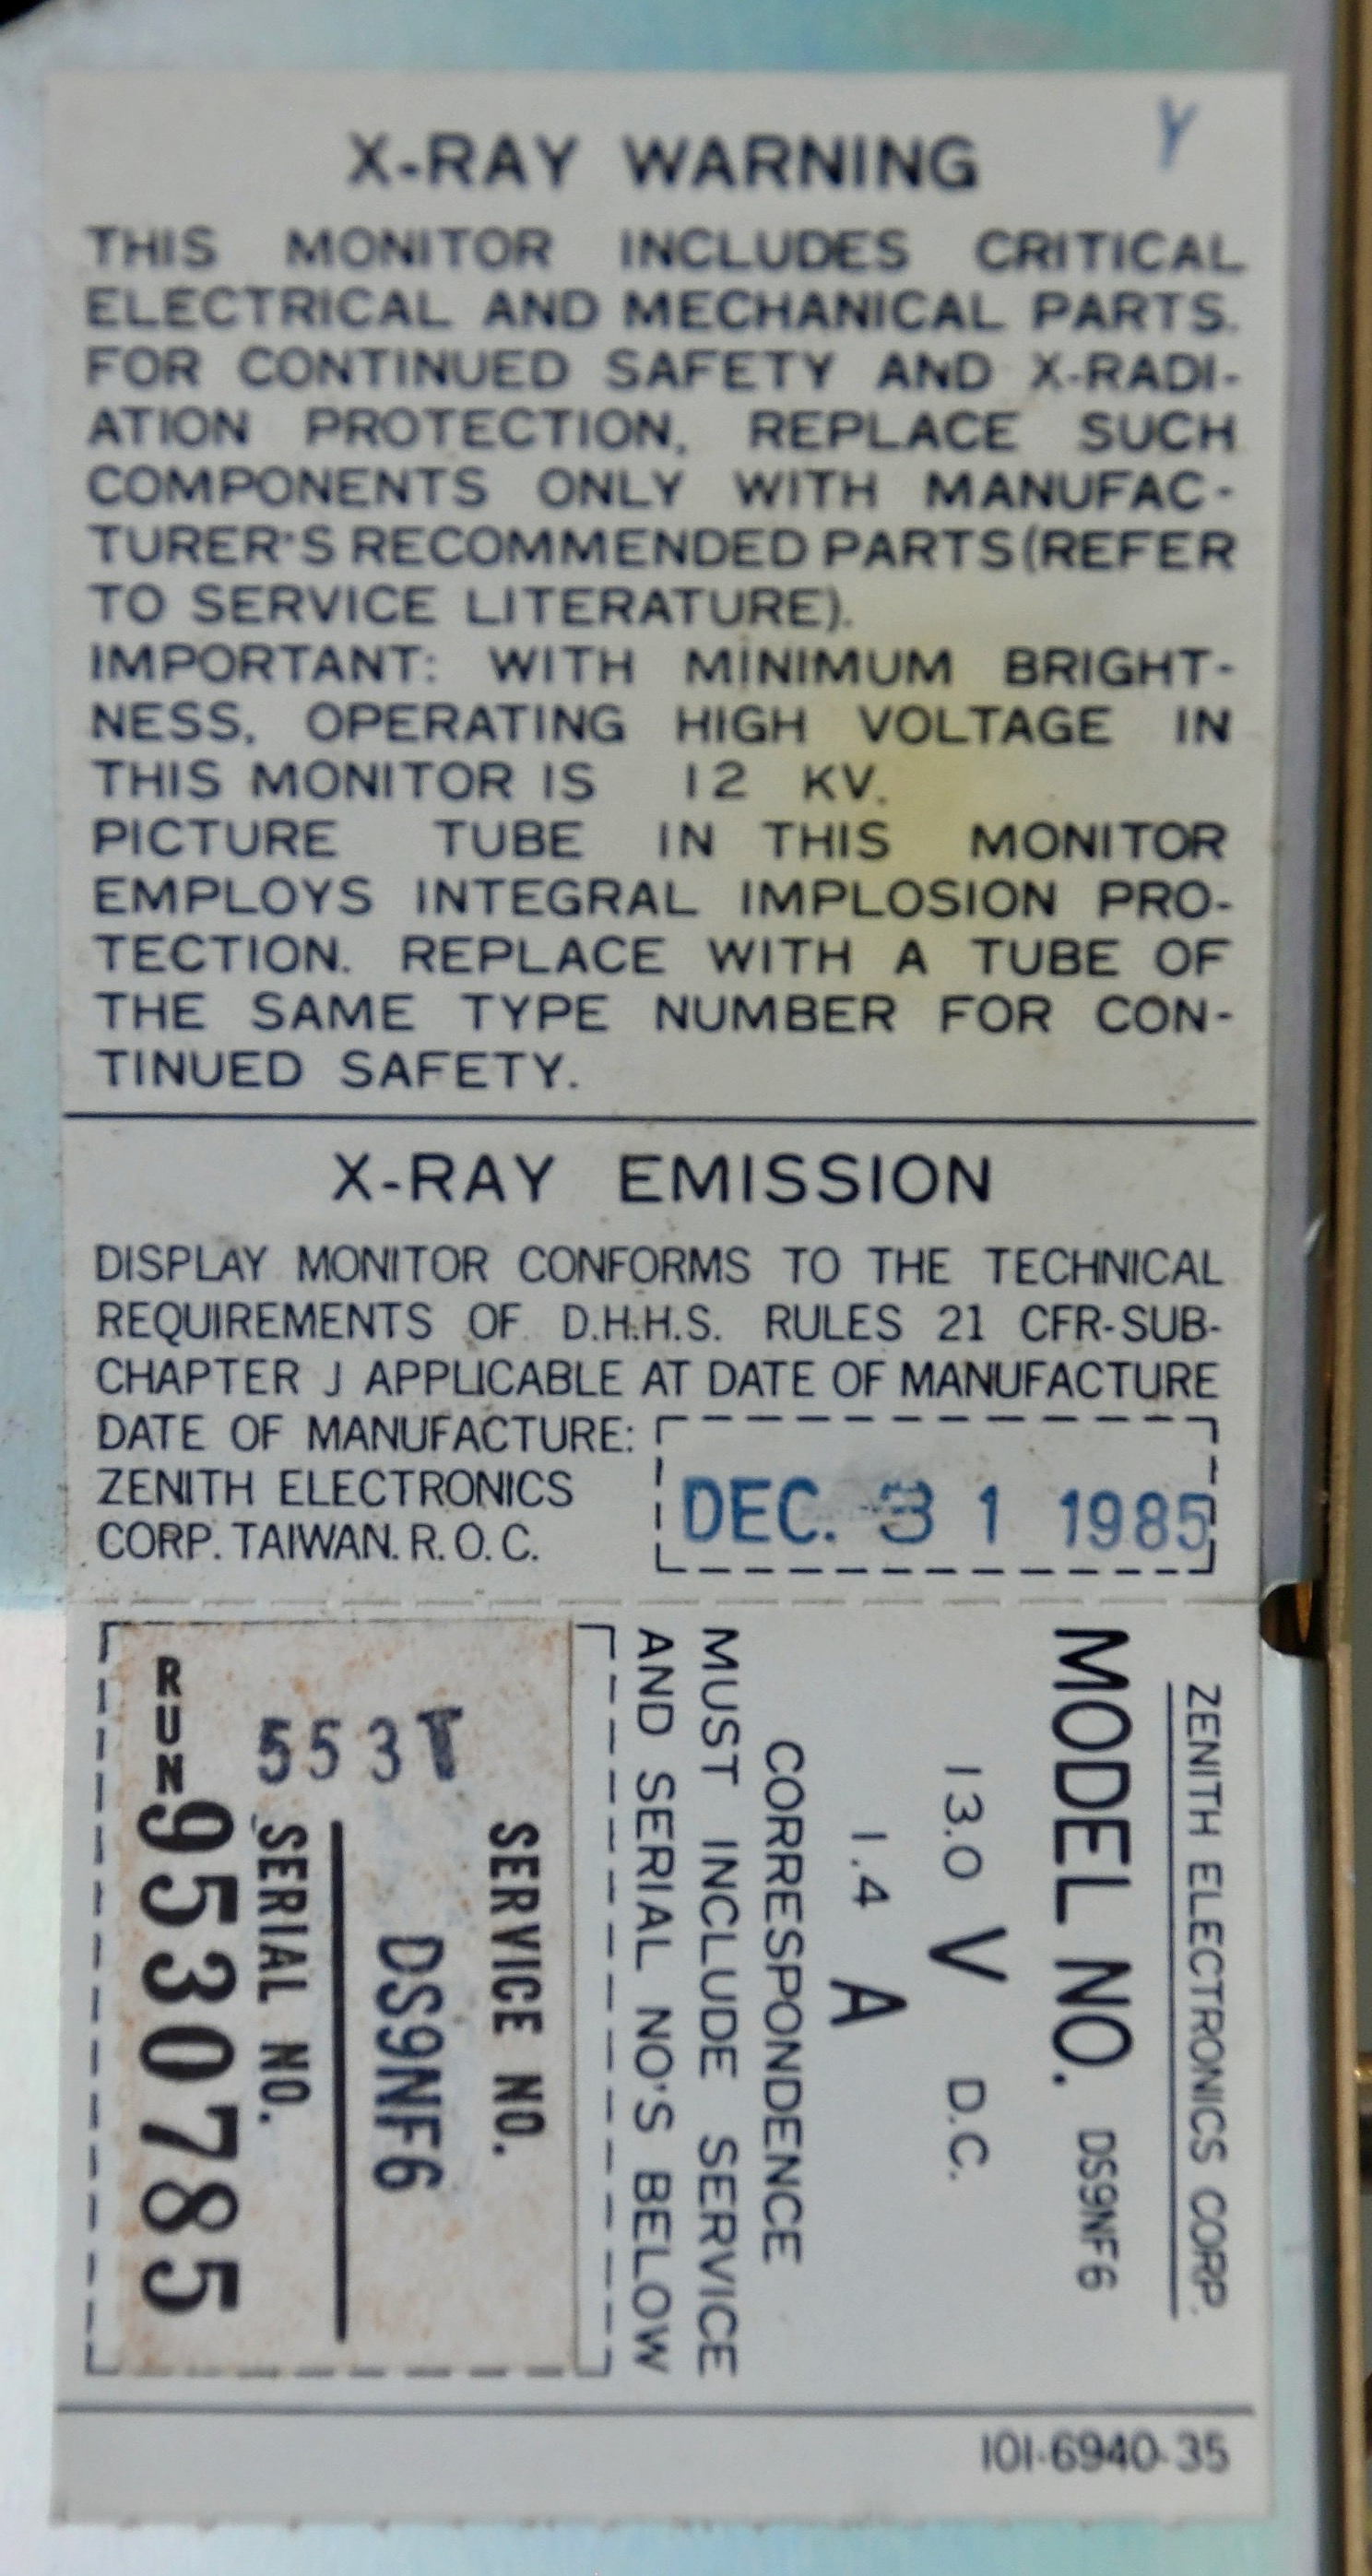 Y
X-RAY WARNING
THIS MONITOR INCLUDES CRITICAL
ELECTRICAL AND MECHANICAL PARTS.
FOR CONTINUED SAFETY AND X-RADI-
ATION PROTECTION, REPLACE SUCH
COMPONENTS ONLY WITH MANUFAC-
TURER'S RECOMMENDED PARTS (REFER
TO SERVICE LITERATURE).
IMPORTANT: WITH MINIMUM BRIGHT-
NESS, OPERATING HIGH VOLTAGE IN
THIS MONITOR IS 12 KV.
PICTURE TUBE IN THIS MONITOR
EMPLOYS INTEGRAL IMPLOSION PRO-
TECTION. REPLACE WITH A TUBE OF
THE SAME TYPE NUMBER FOR CON-
TINUED SAFETY.
X-RAY EMISSION
DISPLAY MONITOR CONFORMS TO THE TECHNICAL
REQUIREMENTS OF D.H.H.S. RULES 21 CFR-SUB-
CHAPTER J APPLICABLE AT DATE OF MANUFACTURE
DATE OF MANUFACTURE:
ZENITH ELECTRONICS
CORP. TAIWAN. R.O.C.
DEC. 31 1985
ZENITH ELECTRONICS CORP.
MODEL NO. DS9NF6
13.0 V D.C.
1.4 A
CORRESPONDENCE
MUST INCLUDE SERVICE
AND SERIAL NO'S BELOW
SERVICE NO.
DS9NF6
553T
SERIAL NO.
RUN 9530785
101-6940-35